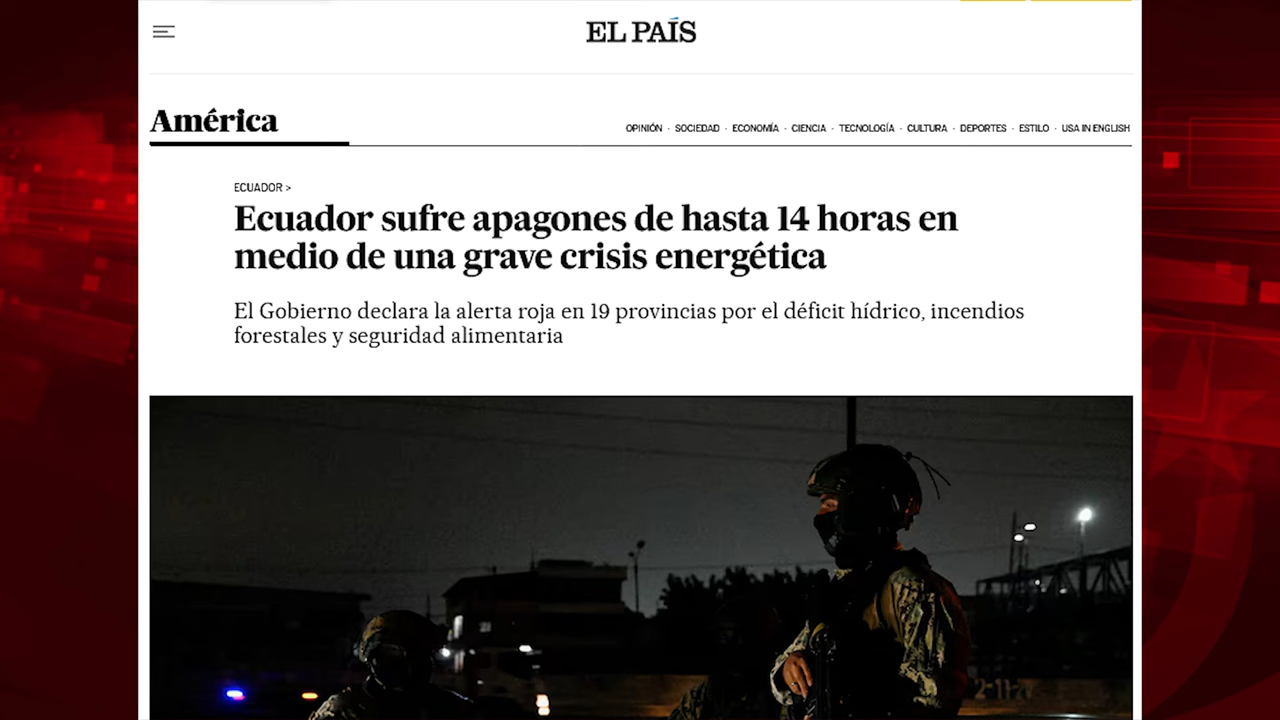 EL PAÍS
América
OPINIÓN · SOCIEDAD · ECONOMÍA · CIENCIA · TECNOLOGÍA · CULTURA · DEPORTES · ESTILO · USA IN ENGLISH
ECUADOR >
Ecuador sufre apagones de hasta 14 horas en
medio de una grave crisis energética
El Gobierno declara la alerta roja en 19 provincias por el déficit hídrico, incendios
forestales y seguridad alimentaria